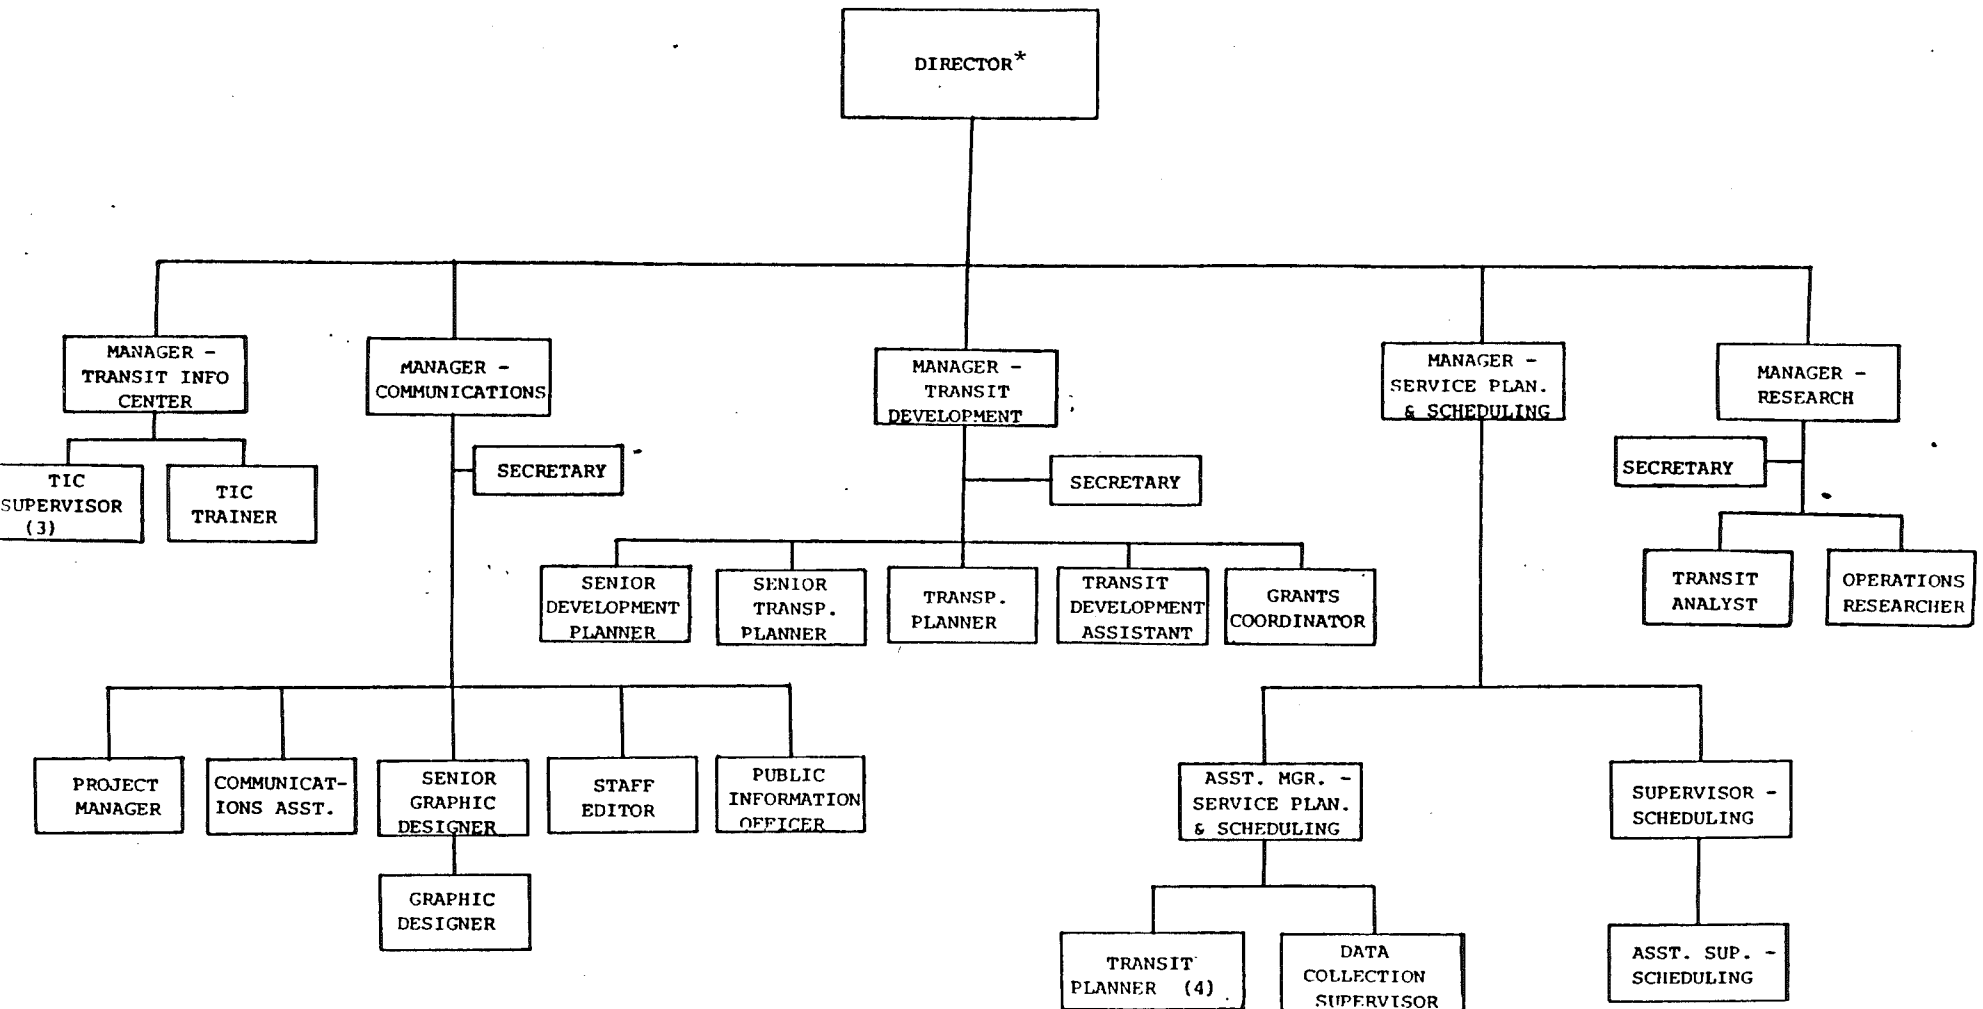 DIRECTOR*
MANAGER -
TRANSIT INFO
CENTER
MANAGER -
COMMUNICATIONS
MANAGER -
TRANSIT
DEVELOPMENT
MANAGER -
SERVICE PLAN.
& SCHEDULING
MANAGER -
RESEARCH
TIC
SUPERVISOR
(3)
TIC
TRAINER
SECRETARY
SECRETARY
SECRETARY
SENIOR
DEVELOPMENT
PLANNER
SENIOR
TRANSP.
PLANNER
TRANSP.
PLANNER
TRANSIT
DEVELOPMENT
ASSISTANT
GRANTS
COORDINATOR
TRANSIT
ANALYST
OPERATIONS
RESEARCHER
PROJECT
MANAGER
COMMUNICAT-
IONS ASST.
SENIOR
GRAPHIC
DESIGNER
STAFF
EDITOR
PUBLIC
INFORMATION
OFFICER
ASST. MGR. -
SERVICE PLAN.
& SCHEDULING
SUPERVISOR -
SCHEDULING
GRAPHIC
DESIGNER
TRANSIT
PLANNER (4)
DATA
COLLECTION
SUPERVISOR
ASST. SUP. -
SCHEDULING